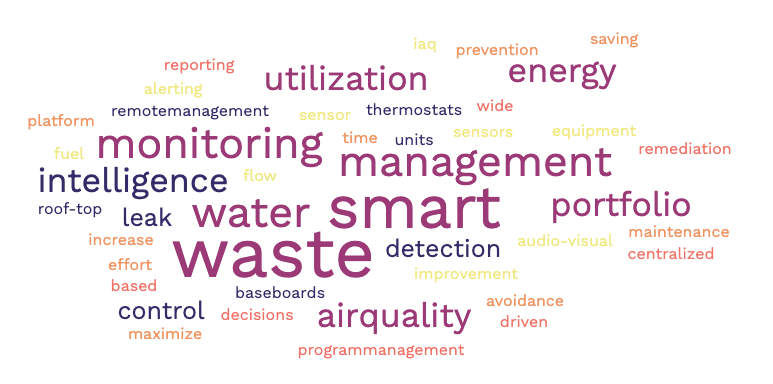 iaq
saving
prevention
reporting
utilization
energy
alerting
remotemanagement
sensor
thermostats
wide
platform
monitoring
time
units
sensors
equipment
fuel
flow
management
remediation
intelligence
roof-top
leak
water
smart
portfolio
increase
waste
detection
audio-visual
maintenance
centralized
effort
based
baseboards
improvement
control
decisions
airquality
avoidance
driven
maximize
programmanagement